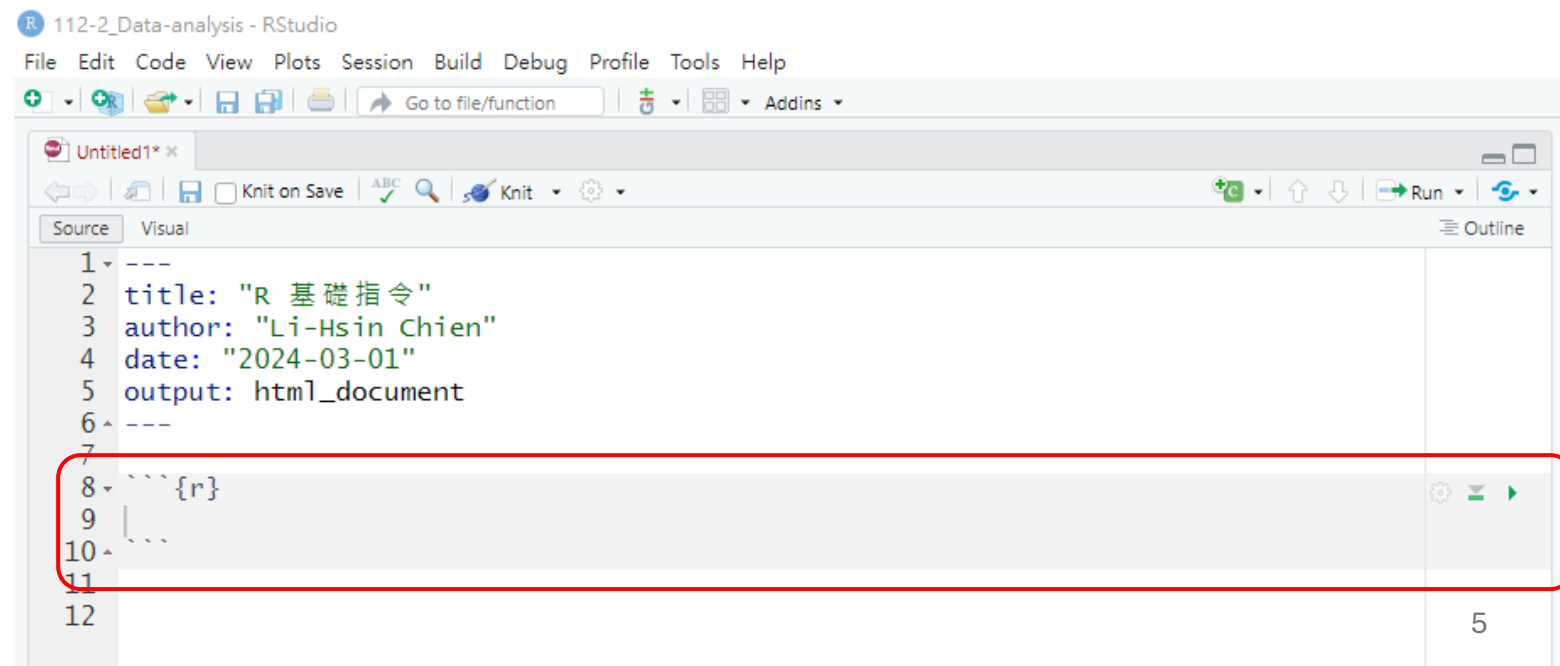 R 112-2_Data-analysis - RStudio
File Edit Code View Plots Session Build Debug Profile Tools Help
Go to file/function Addins
Untitled1*
Knit on Save ABC Knit Run
Source Visual Outline
1 ---
2 title: "R 基礎指令"
3 author: "Li-Hsin Chien"
4 date: "2024-03-01"
5 output: html_document
6 ---
7
8 ```{r}
9
10 ```
11
12
5